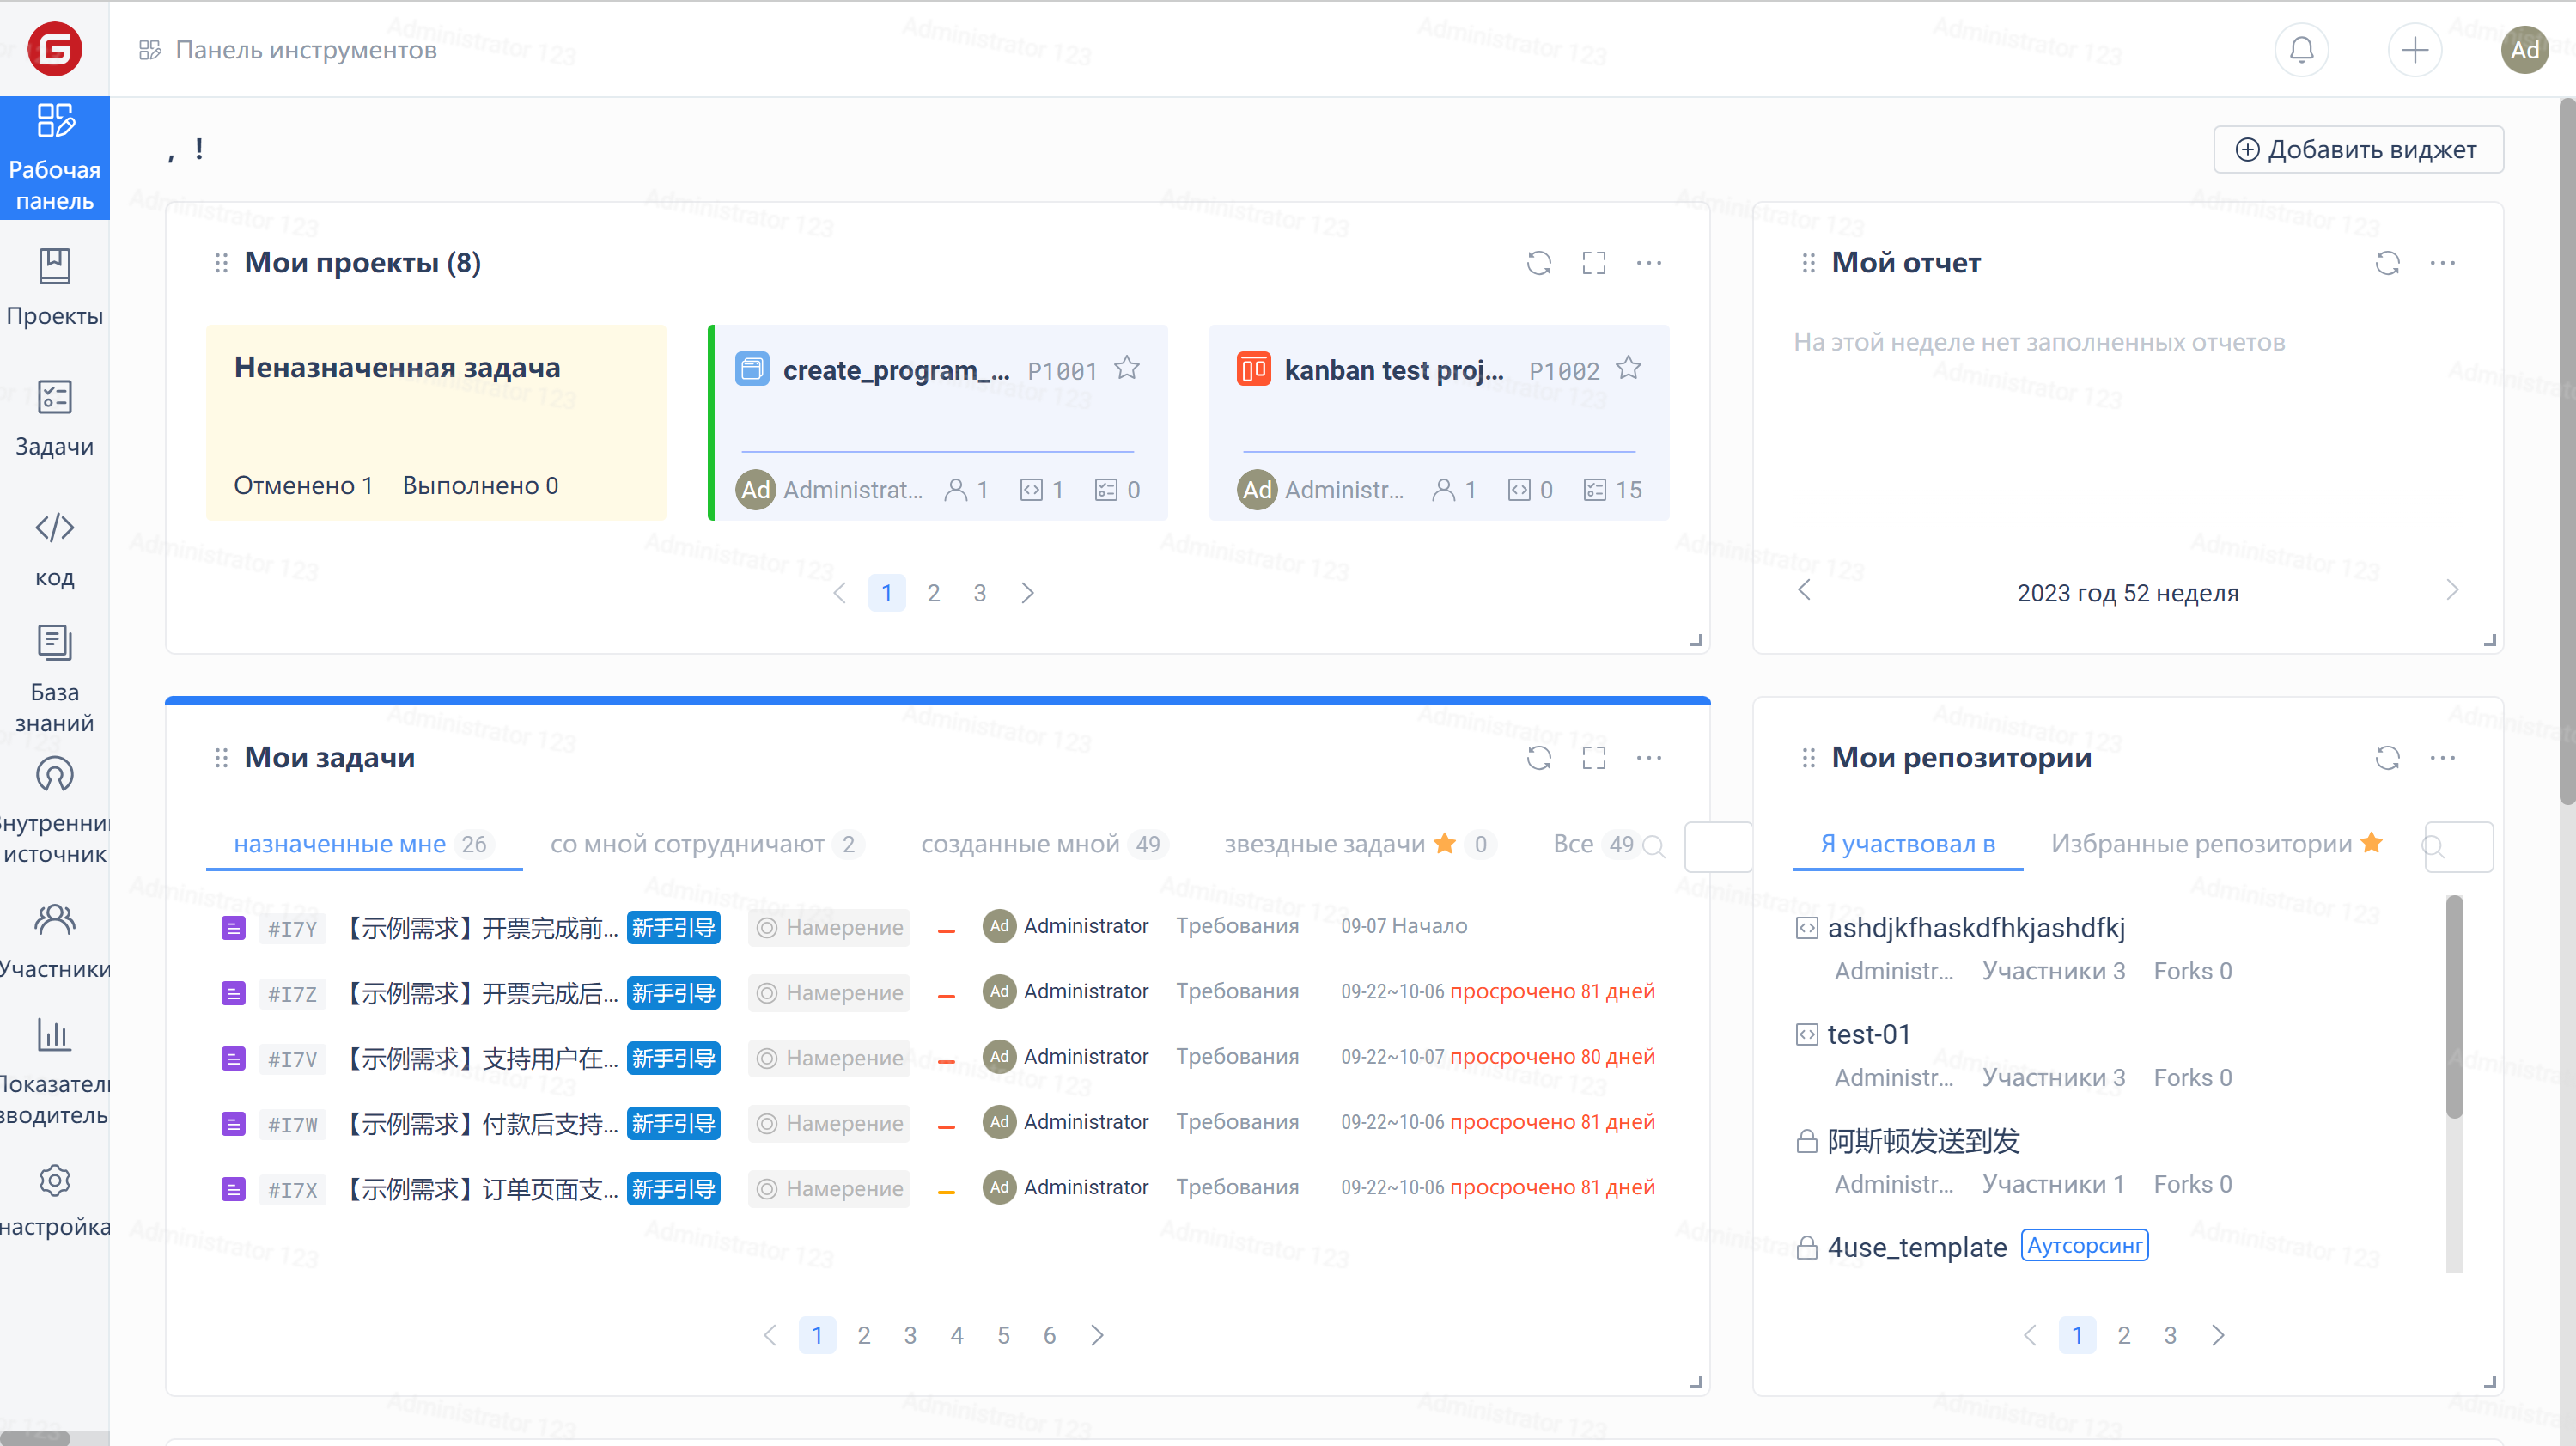 Панель инструментов
Ad
Рабочая
панель
Проекты
Задачи
код
База
знаний
Внутренни
источник
Участники
Показател
зводитель
настройка
, !
Добавить виджет
Мои проекты (8)
Неназначенная задача
Отменено 1 Выполнено 0
create_program_... P1001
Ad Administrat... 1 1 0
kanban test proj... P1002
Ad Administr... 1 0 15
1 2 3
Мой отчет
На этой неделе нет заполненных отчетов
2023 год 52 неделя
Мои задачи
назначенные мне 26 со мной сотрудничают 2 созданные мной 49 звездные задачи 0 Все 49
#I7Y 【示例需求】开票完成前... 新手引导 Намерение Ad Administrator Требования 09-07 Начало
#I7Z 【示例需求】开票完成后... 新手引导 Намерение Ad Administrator Требования 09-22~10-06 просрочено 81 дней
#I7V 【示例需求】支持用户在... 新手引导 Намерение Ad Administrator Требования 09-22~10-07 просрочено 80 дней
#I7W 【示例需求】付款后支持... 新手引导 Намерение Ad Administrator Требования 09-22~10-06 просрочено 81 дней
#I7X 【示例需求】订单页面支... 新手引导 Намерение Ad Administrator Требования 09-22~10-06 просрочено 81 дней
1 2 3 4 5 6
Мои репозитории
Я участвовал в Избранные репозитории
ashdjkfhaskdfhkjashdfkj
Administr... Участники 3 Forks 0
test-01
Administr... Участники 3 Forks 0
阿斯顿发送到发
Administr... Участники 1 Forks 0
4use_template Аутсорсинг
1 2 3
Administrator 123